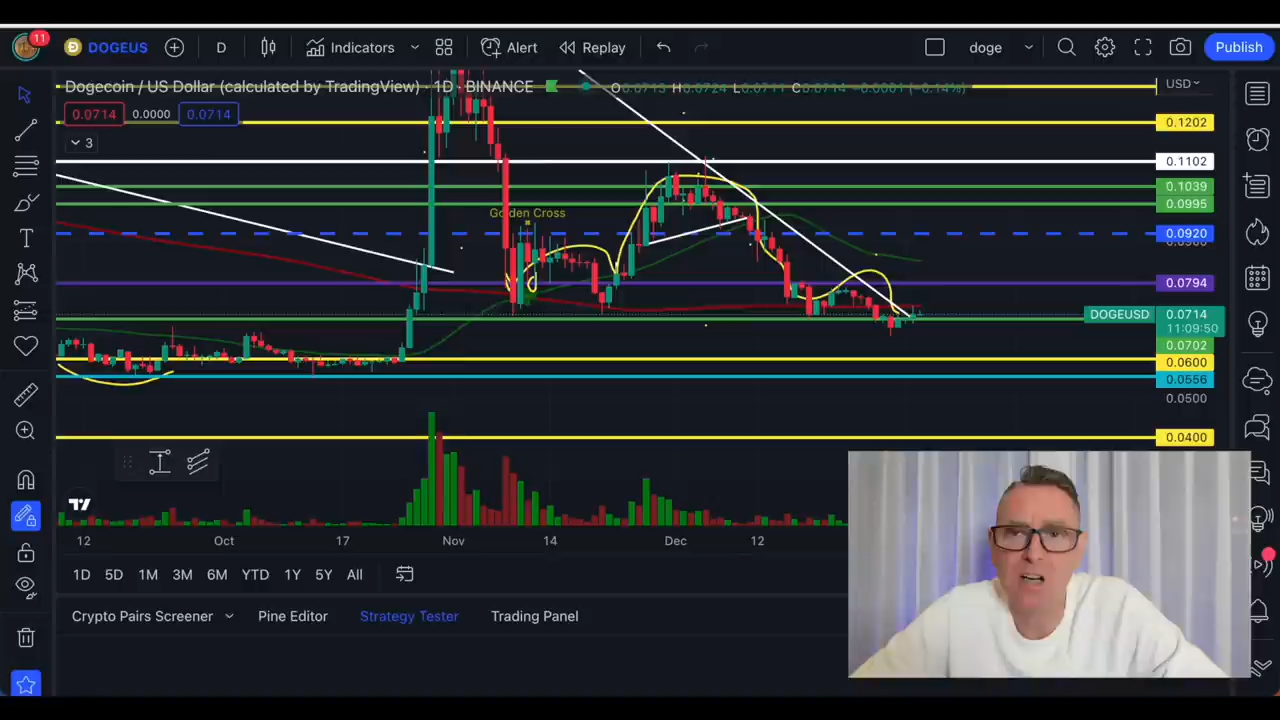 11
DOGEUS
D
Indicators
Alert
Replay
doge
Publish
Dogecoin / US Dollar (calculated by TradingView) · 1D · BINANCE
O0.0713 H0.0724 L0.0711 C0.0714 -0.0001 (-0.14%)
USD
0.0714 0.0000 0.0714
0.1202
3
0.1102
0.1039
0.0995
Golden Cross
0.0920
0.0900
0.0794
DOGEUSD 0.0714
11:09:50
0.0702
0.0600
0.0556
0.0500
0.0400
12 Oct 17 Nov 14 Dec 12
1D 5D 1M 3M 6M YTD 1Y 5Y All
Crypto Pairs Screener Pine Editor Strategy Tester Trading Panel